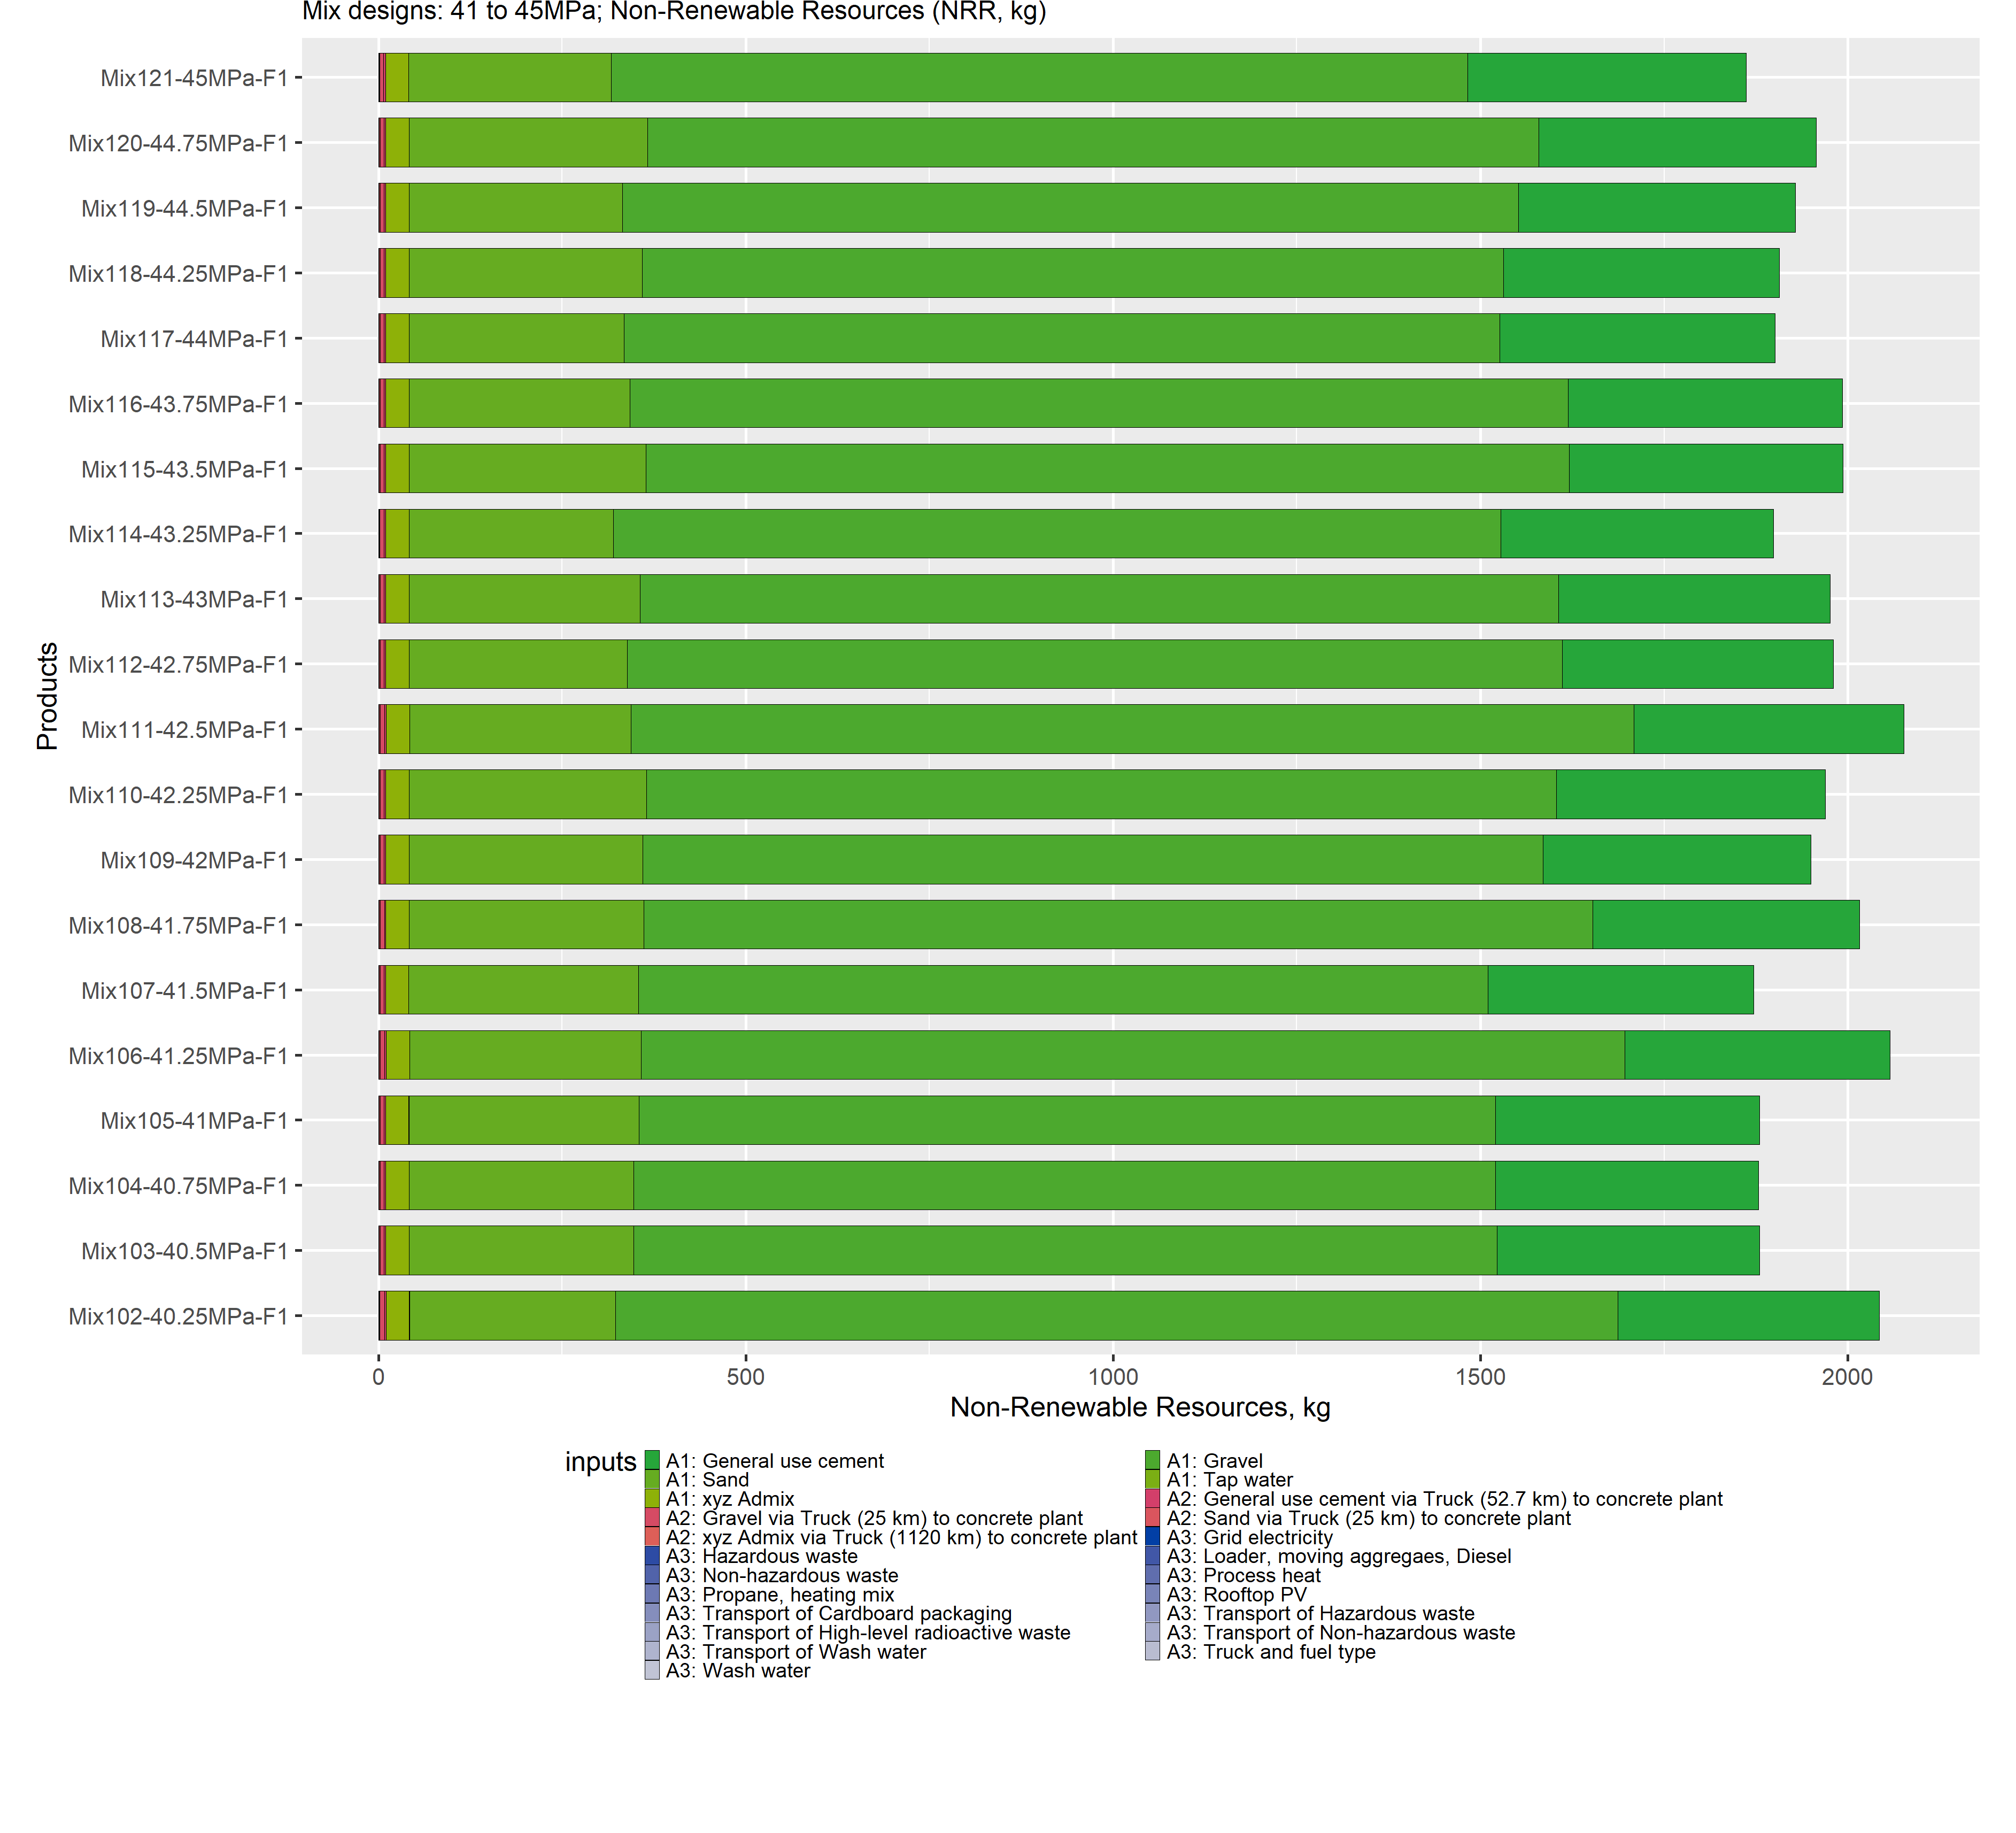 Mix designs: 41 to 45MPa; Non-Renewable Resources (NRR, kg)
Mix121-45MPa-F1
Mix120-44.75MPa-F1
Mix119-44.5MPa-F1
Mix118-44.25MPa-F1
Mix117-44MPa-F1
Mix116-43.75MPa-F1
Mix115-43.5MPa-F1
Mix114-43.25MPa-F1
Mix113-43MPa-F1
Mix112-42.75MPa-F1
Mix111-42.5MPa-F1
Mix110-42.25MPa-F1
Mix109-42MPa-F1
Mix108-41.75MPa-F1
Mix107-41.5MPa-F1
Mix106-41.25MPa-F1
Mix105-41MPa-F1
Mix104-40.75MPa-F1
Mix103-40.5MPa-F1
Mix102-40.25MPa-F1
Products
0 500 1000 1500 2000
Non-Renewable Resources, kg
inputs
A1: General use cement A1: Gravel
A1: Sand A1: Tap water
A1: xyz Admix A2: General use cement via Truck (52.7 km) to concrete plant
A2: Gravel via Truck (25 km) to concrete plant A2: Sand via Truck (25 km) to concrete plant
A2: xyz Admix via Truck (1120 km) to concrete plant A3: Grid electricity
A3: Hazardous waste A3: Loader, moving aggregaes, Diesel
A3: Non-hazardous waste A3: Process heat
A3: Propane, heating mix A3: Rooftop PV
A3: Transport of Cardboard packaging A3: Transport of Hazardous waste
A3: Transport of High-level radioactive waste A3: Transport of Non-hazardous waste
A3: Transport of Wash water A3: Truck and fuel type
A3: Wash water